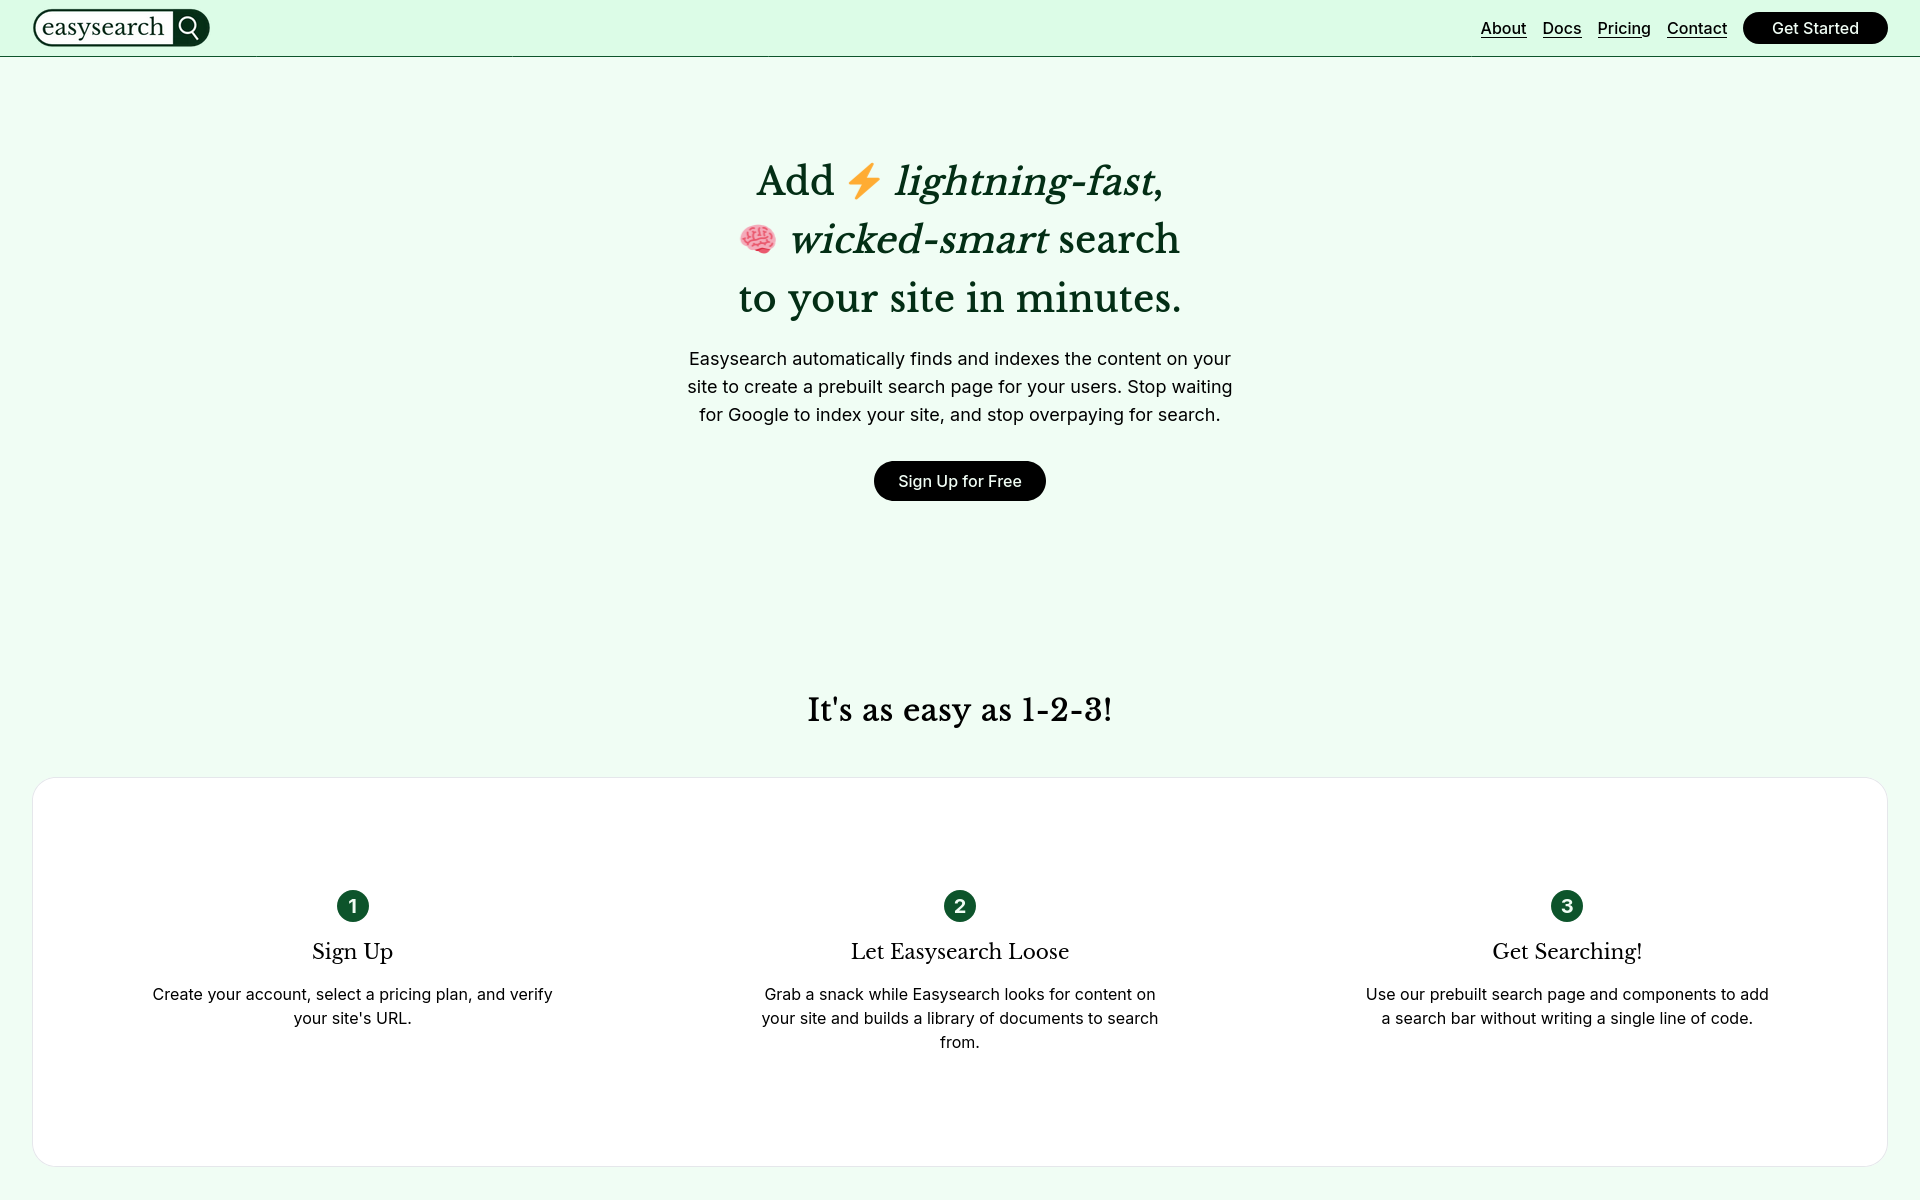 easysearch
About Docs Pricing Contact Get Started
Add ⚡ lightning-fast,
🧠 wicked-smart search
to your site in minutes.
Easysearch automatically finds and indexes the content on your
site to create a prebuilt search page for your users. Stop waiting
for Google to index your site, and stop overpaying for search.
Sign Up for Free
It's as easy as 1-2-3!
1
Sign Up
Create your account, select a pricing plan, and verify
your site's URL.
2
Let Easysearch Loose
Grab a snack while Easysearch looks for content on
your site and builds a library of documents to search
from.
3
Get Searching!
Use our prebuilt search page and components to add
a search bar without writing a single line of code.